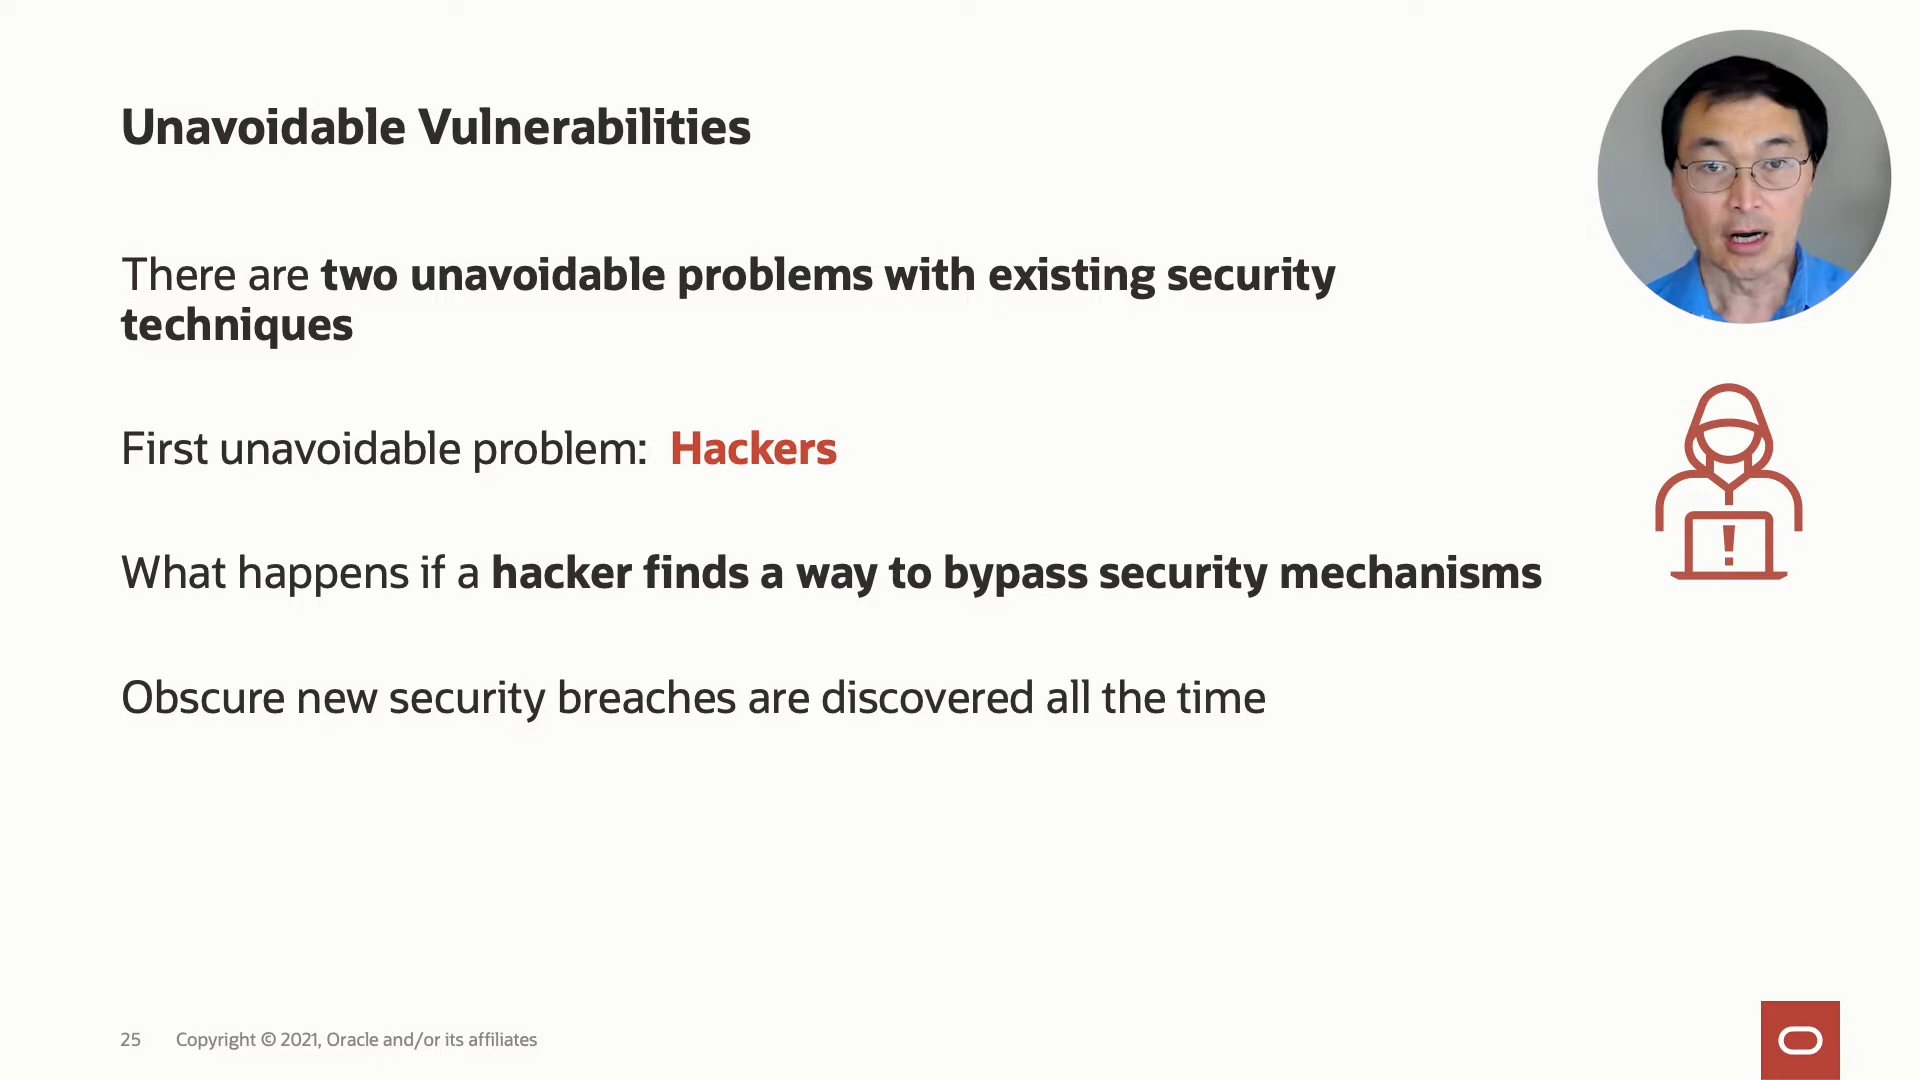 Unavoidable Vulnerabilities
There are two unavoidable problems with existing security
techniques
First unavoidable problem: Hackers
What happens if a hacker finds a way to bypass security mechanisms
!
Obscure new security breaches are discovered all the time
25 Copyright © 2021, Oracle and/or its affiliates